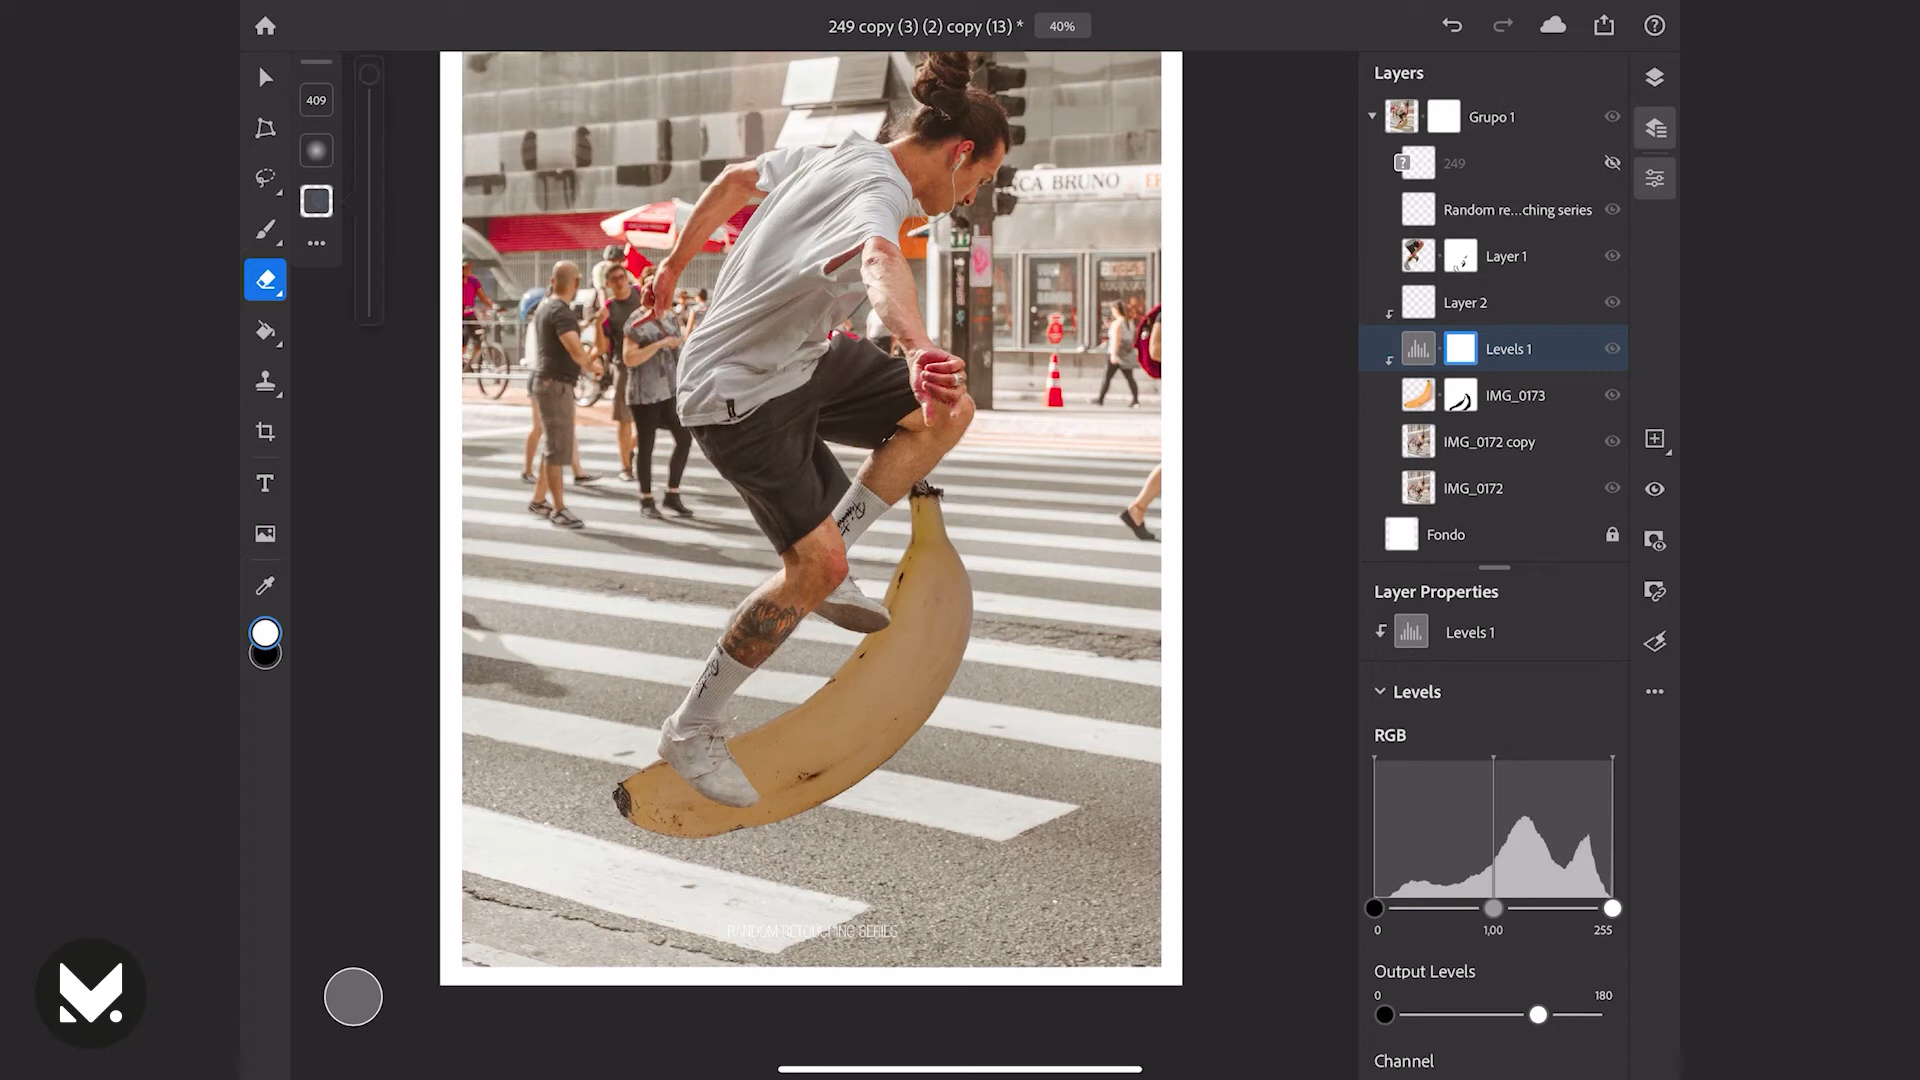 249 copy (3) (2) copy (13) *
40%
409
Layers
Grupo 1
249
Random re...ching series
Layer 1
Layer 2
Levels 1
IMG_0173
IMG_0172 copy
IMG_0172
Fondo
Layer Properties
Levels 1
Levels
RGB
0 1,00 255
Output Levels
0 180
Channel
CA BRUNO
RANDOM RETOUCHING SERIES